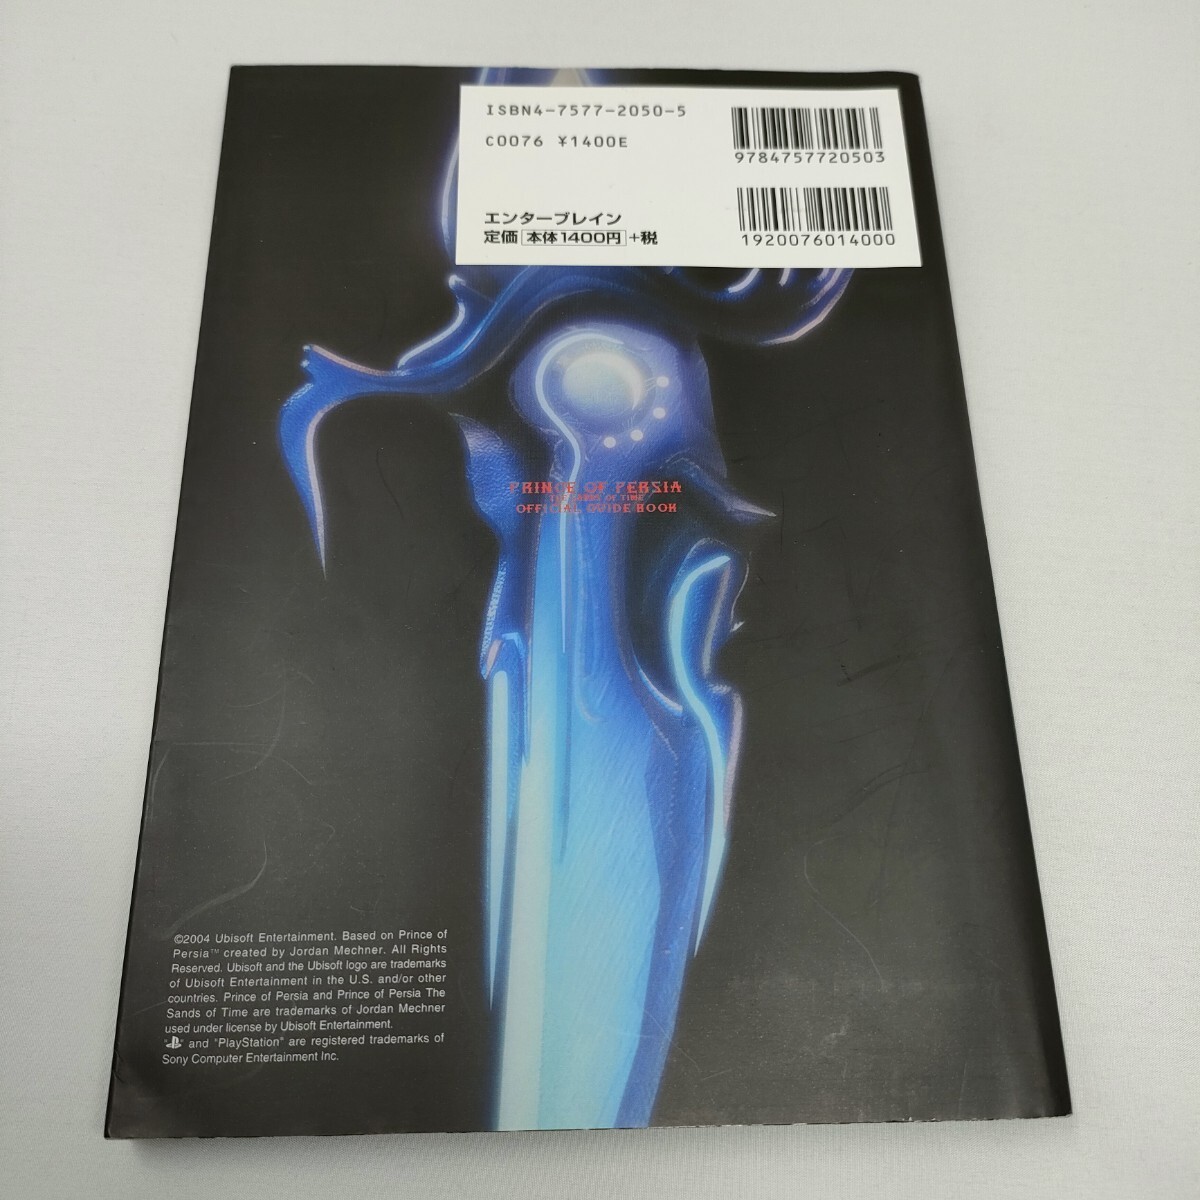 ISBN4-7577-2050-5
C0076 ¥1400E
エンターブレイン
定価 本体1400円 +税
9784757720503
1920076014000
PRINCE OF PERSIA
THE SANDS OF TIME
OFFICIAL GUIDE BOOK
©2004 Ubisoft Entertainment. Based on Prince of
Persia™ created by Jordan Mechner. All Rights
Reserved. Ubisoft and the Ubisoft logo are trademarks
of Ubisoft Entertainment in the U.S. and/or other
countries. Prince of Persia and Prince of Persia The
Sands of Time are trademarks of Jordan Mechner
used under license by Ubisoft Entertainment.
" " and "PlayStation" are registered trademarks of
Sony Computer Entertainment Inc.